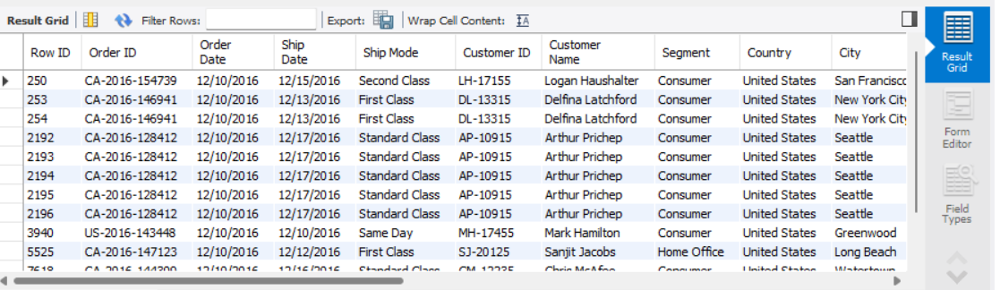 Result Grid Filter Rows: Export: Wrap Cell Content: IA
Row ID Order ID Order Date Ship Date Ship Mode Customer ID Customer Name Segment Country City
250 CA-2016-154739 12/10/2016 12/15/2016 Second Class LH-17155 Logan Haushalter Consumer United States San Francisco
253 CA-2016-146941 12/10/2016 12/13/2016 First Class DL-13315 Delfina Latchford Consumer United States New York City
254 CA-2016-146941 12/10/2016 12/13/2016 First Class DL-13315 Delfina Latchford Consumer United States New York City
2192 CA-2016-128412 12/10/2016 12/17/2016 Standard Class AP-10915 Arthur Prichep Consumer United States Seattle
2193 CA-2016-128412 12/10/2016 12/17/2016 Standard Class AP-10915 Arthur Prichep Consumer United States Seattle
2194 CA-2016-128412 12/10/2016 12/17/2016 Standard Class AP-10915 Arthur Prichep Consumer United States Seattle
2195 CA-2016-128412 12/10/2016 12/17/2016 Standard Class AP-10915 Arthur Prichep Consumer United States Seattle
2196 CA-2016-128412 12/10/2016 12/17/2016 Standard Class AP-10915 Arthur Prichep Consumer United States Seattle
3940 US-2016-143448 12/10/2016 12/10/2016 Same Day MH-17455 Mark Hamilton Consumer United States Greenwood
5525 CA-2016-147123 12/10/2016 12/12/2016 First Class SJ-20125 Sanjit Jacobs Home Office United States Long Beach
12/10/2016 12/16/2016 Standard Class Chris McAfee Consumer United States Watertown
Result
Grid
Form
Editor
Field
Types